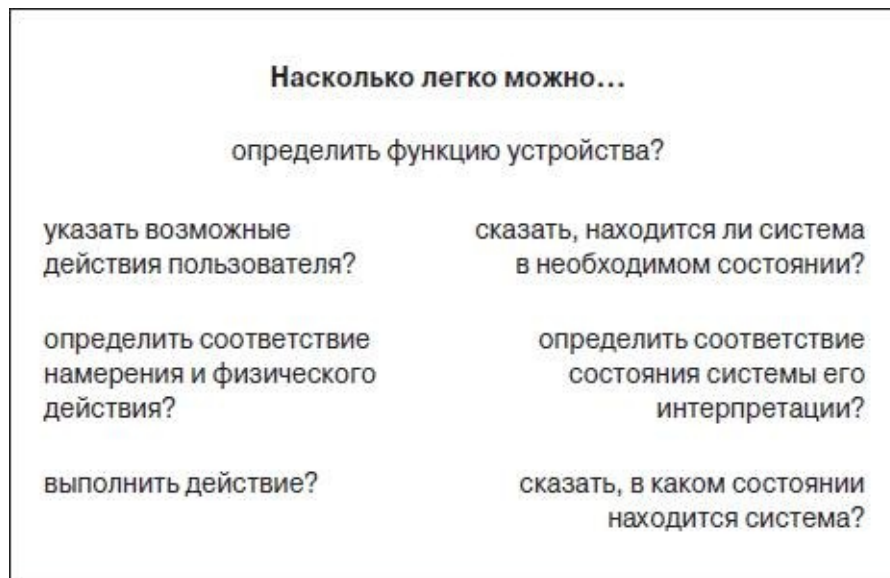 Насколько легко можно...
определить функцию устройства?
указать возможные
действия пользователя?
сказать, находится ли система
в необходимом состоянии?
определить соответствие
намерения и физического
действия?
определить соответствие
состояния системы его
интерпретации?
выполнить действие?
сказать, в каком состоянии
находится система?